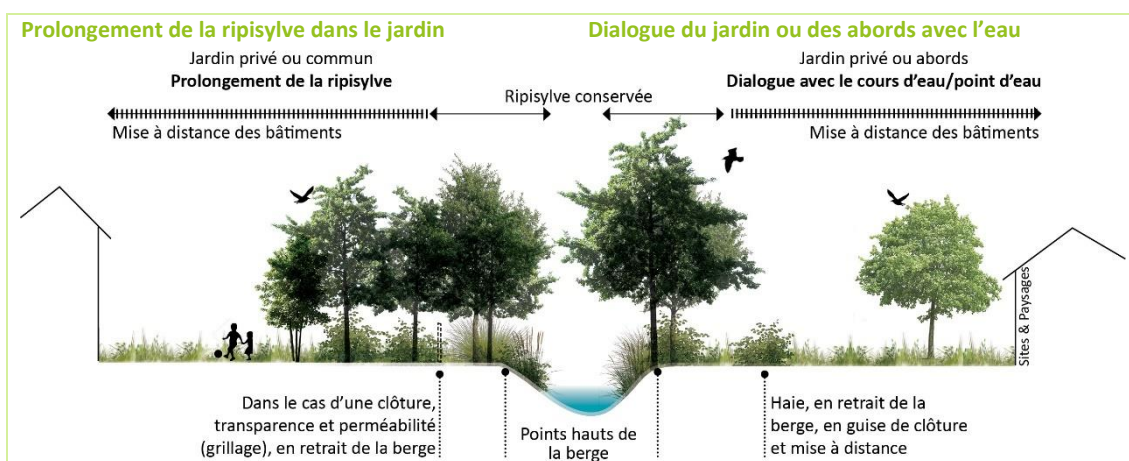 Prolongement de la ripisylve dans le jardin
Dialogue du jardin ou des abords avec l’eau
Jardin privé ou commun
Prolongement de la ripisylve
Jardin privé ou abords
Dialogue avec le cours d’eau/point d’eau
Ripisylve conservée
Mise à distance des bâtiments
Mise à distance des bâtiments
Sites & Paysages
Dans le cas d’une clôture,
transparence et perméabilité
(grillage), en retrait de la berge
Points hauts de
la berge
Haie, en retrait de la
berge, en guise de clôture
et mise à distance